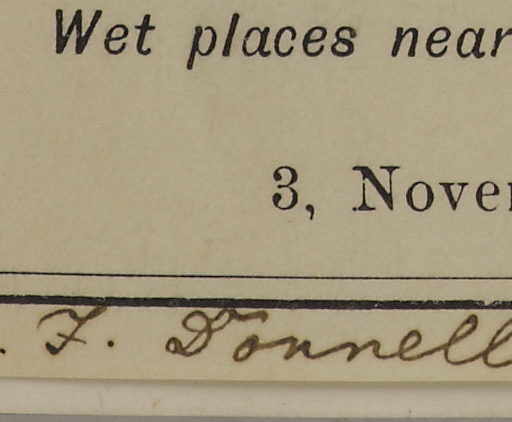 Wet places near
3, Nover
. F. Donnell